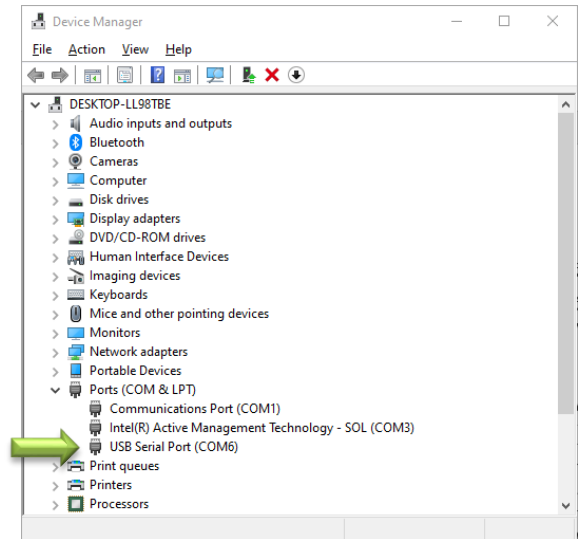 Device Manager
File Action View Help
DESKTOP-LL98TBE
Audio inputs and outputs
Bluetooth
Cameras
Computer
Disk drives
Display adapters
DVD/CD-ROM drives
Human Interface Devices
Imaging devices
Keyboards
Mice and other pointing devices
Monitors
Network adapters
Portable Devices
Ports (COM & LPT)
Communications Port (COM1)
Intel(R) Active Management Technology - SOL (COM3)
USB Serial Port (COM6)
Print queues
Printers
Processors